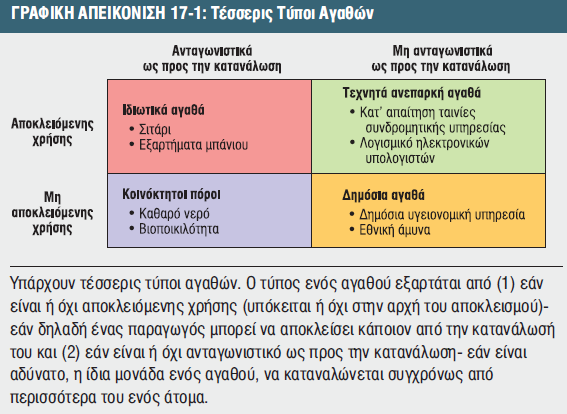 ΓΡΑΦΙΚΗ ΑΠΕΙΚΟΝΙΣΗ 17-1: Τέσσερις Τύποι Αγαθών
Ανταγωνιστικά
ως προς την κατανάλωση
Μη ανταγωνιστικά
ως προς την κατανάλωση
Αποκλειόμενης
χρήσης
Ιδιωτικά αγαθά
• Σιτάρι
• Εξαρτήματα μπάνιου
Τεχνητά ανεπαρκή αγαθά
• Κατ’ απαίτηση ταινίες
συνδρομητικής υπηρεσίας
• Λογισμικό ηλεκτρονικών
υπολογιστών
Μη
αποκλειόμενης
χρήσης
Κοινόκτητοι πόροι
• Καθαρό νερό
• Βιοποικιλότητα
Δημόσια αγαθά
• Δημόσια υγειονομική υπηρεσία
• Εθνική άμυνα
Υπάρχουν τέσσερις τύποι αγαθών. Ο τύπος ενός αγαθού εξαρτάται από (1) εάν
είναι ή όχι αποκλειόμενης χρήσης (υπόκειται ή όχι στην αρχή του αποκλεισμού)-
εάν δηλαδή ένας παραγωγός μπορεί να αποκλείσει κάποιον από την κατανάλωσή
του και (2) εάν είναι ή όχι ανταγωνιστικό ως προς την κατανάλωση- εάν είναι
αδύνατο, η ίδια μονάδα ενός αγαθού, να καταναλώνεται συγχρόνως από
περισσότερα του ενός άτομα.